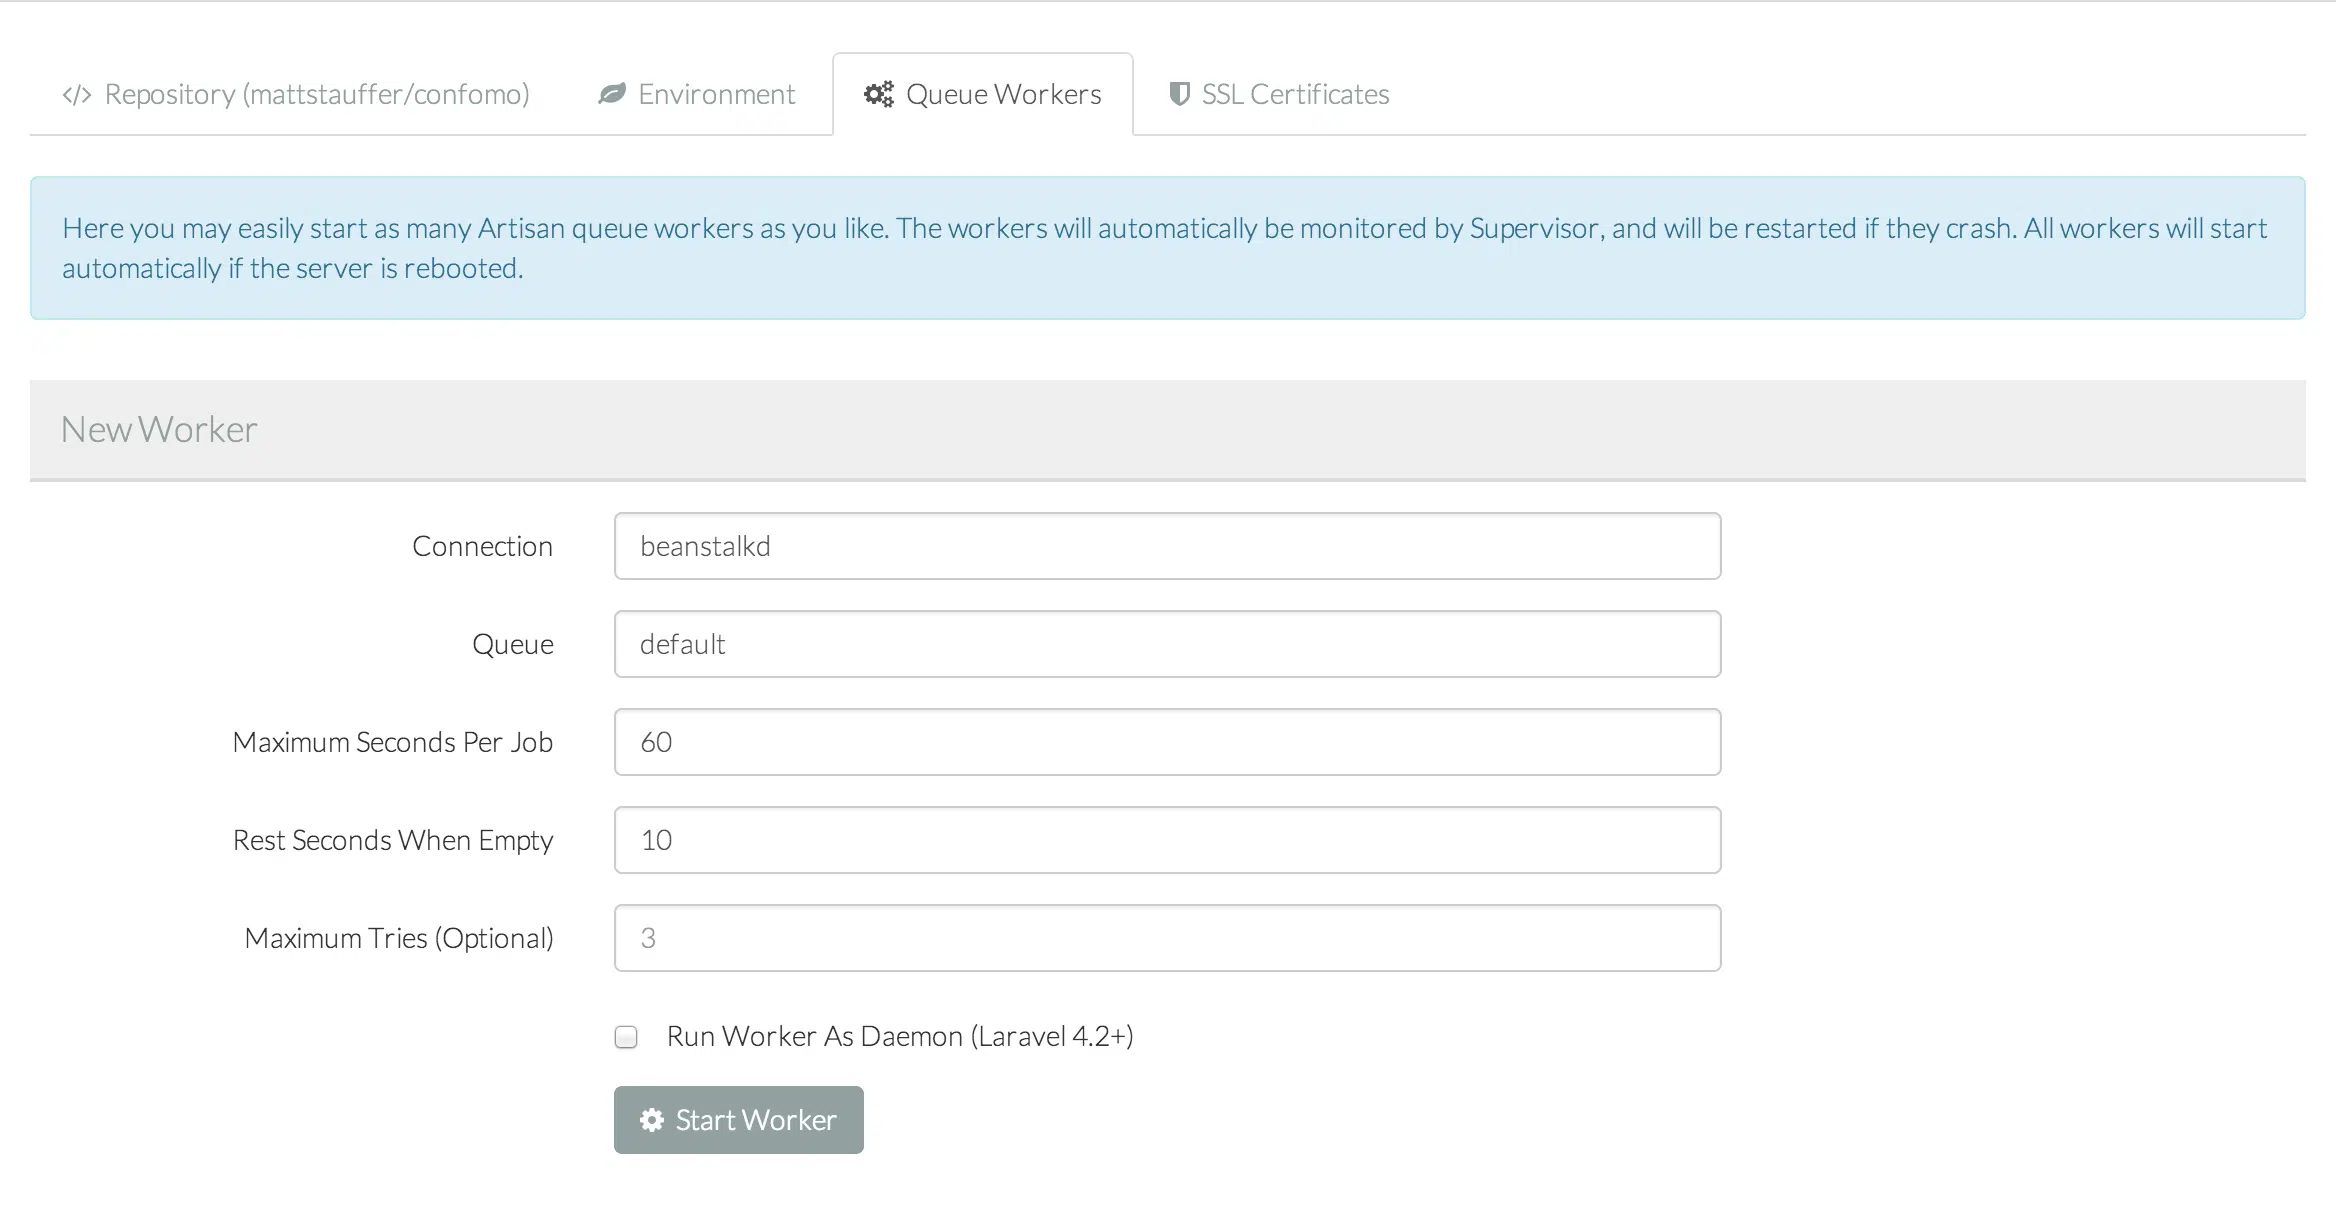 Repository (mattstauffer/confomo) Environment Queue Workers SSL Certificates
Here you may easily start as many Artisan queue workers as you like. The workers will automatically be monitored by Supervisor, and will be restarted if they crash. All workers will start
automatically if the server is rebooted.
New Worker
Connection beanstalkd
Queue default
Maximum Seconds Per Job 60
Rest Seconds When Empty 10
Maximum Tries (Optional) 3
Run Worker As Daemon (Laravel 4.2+)
Start Worker